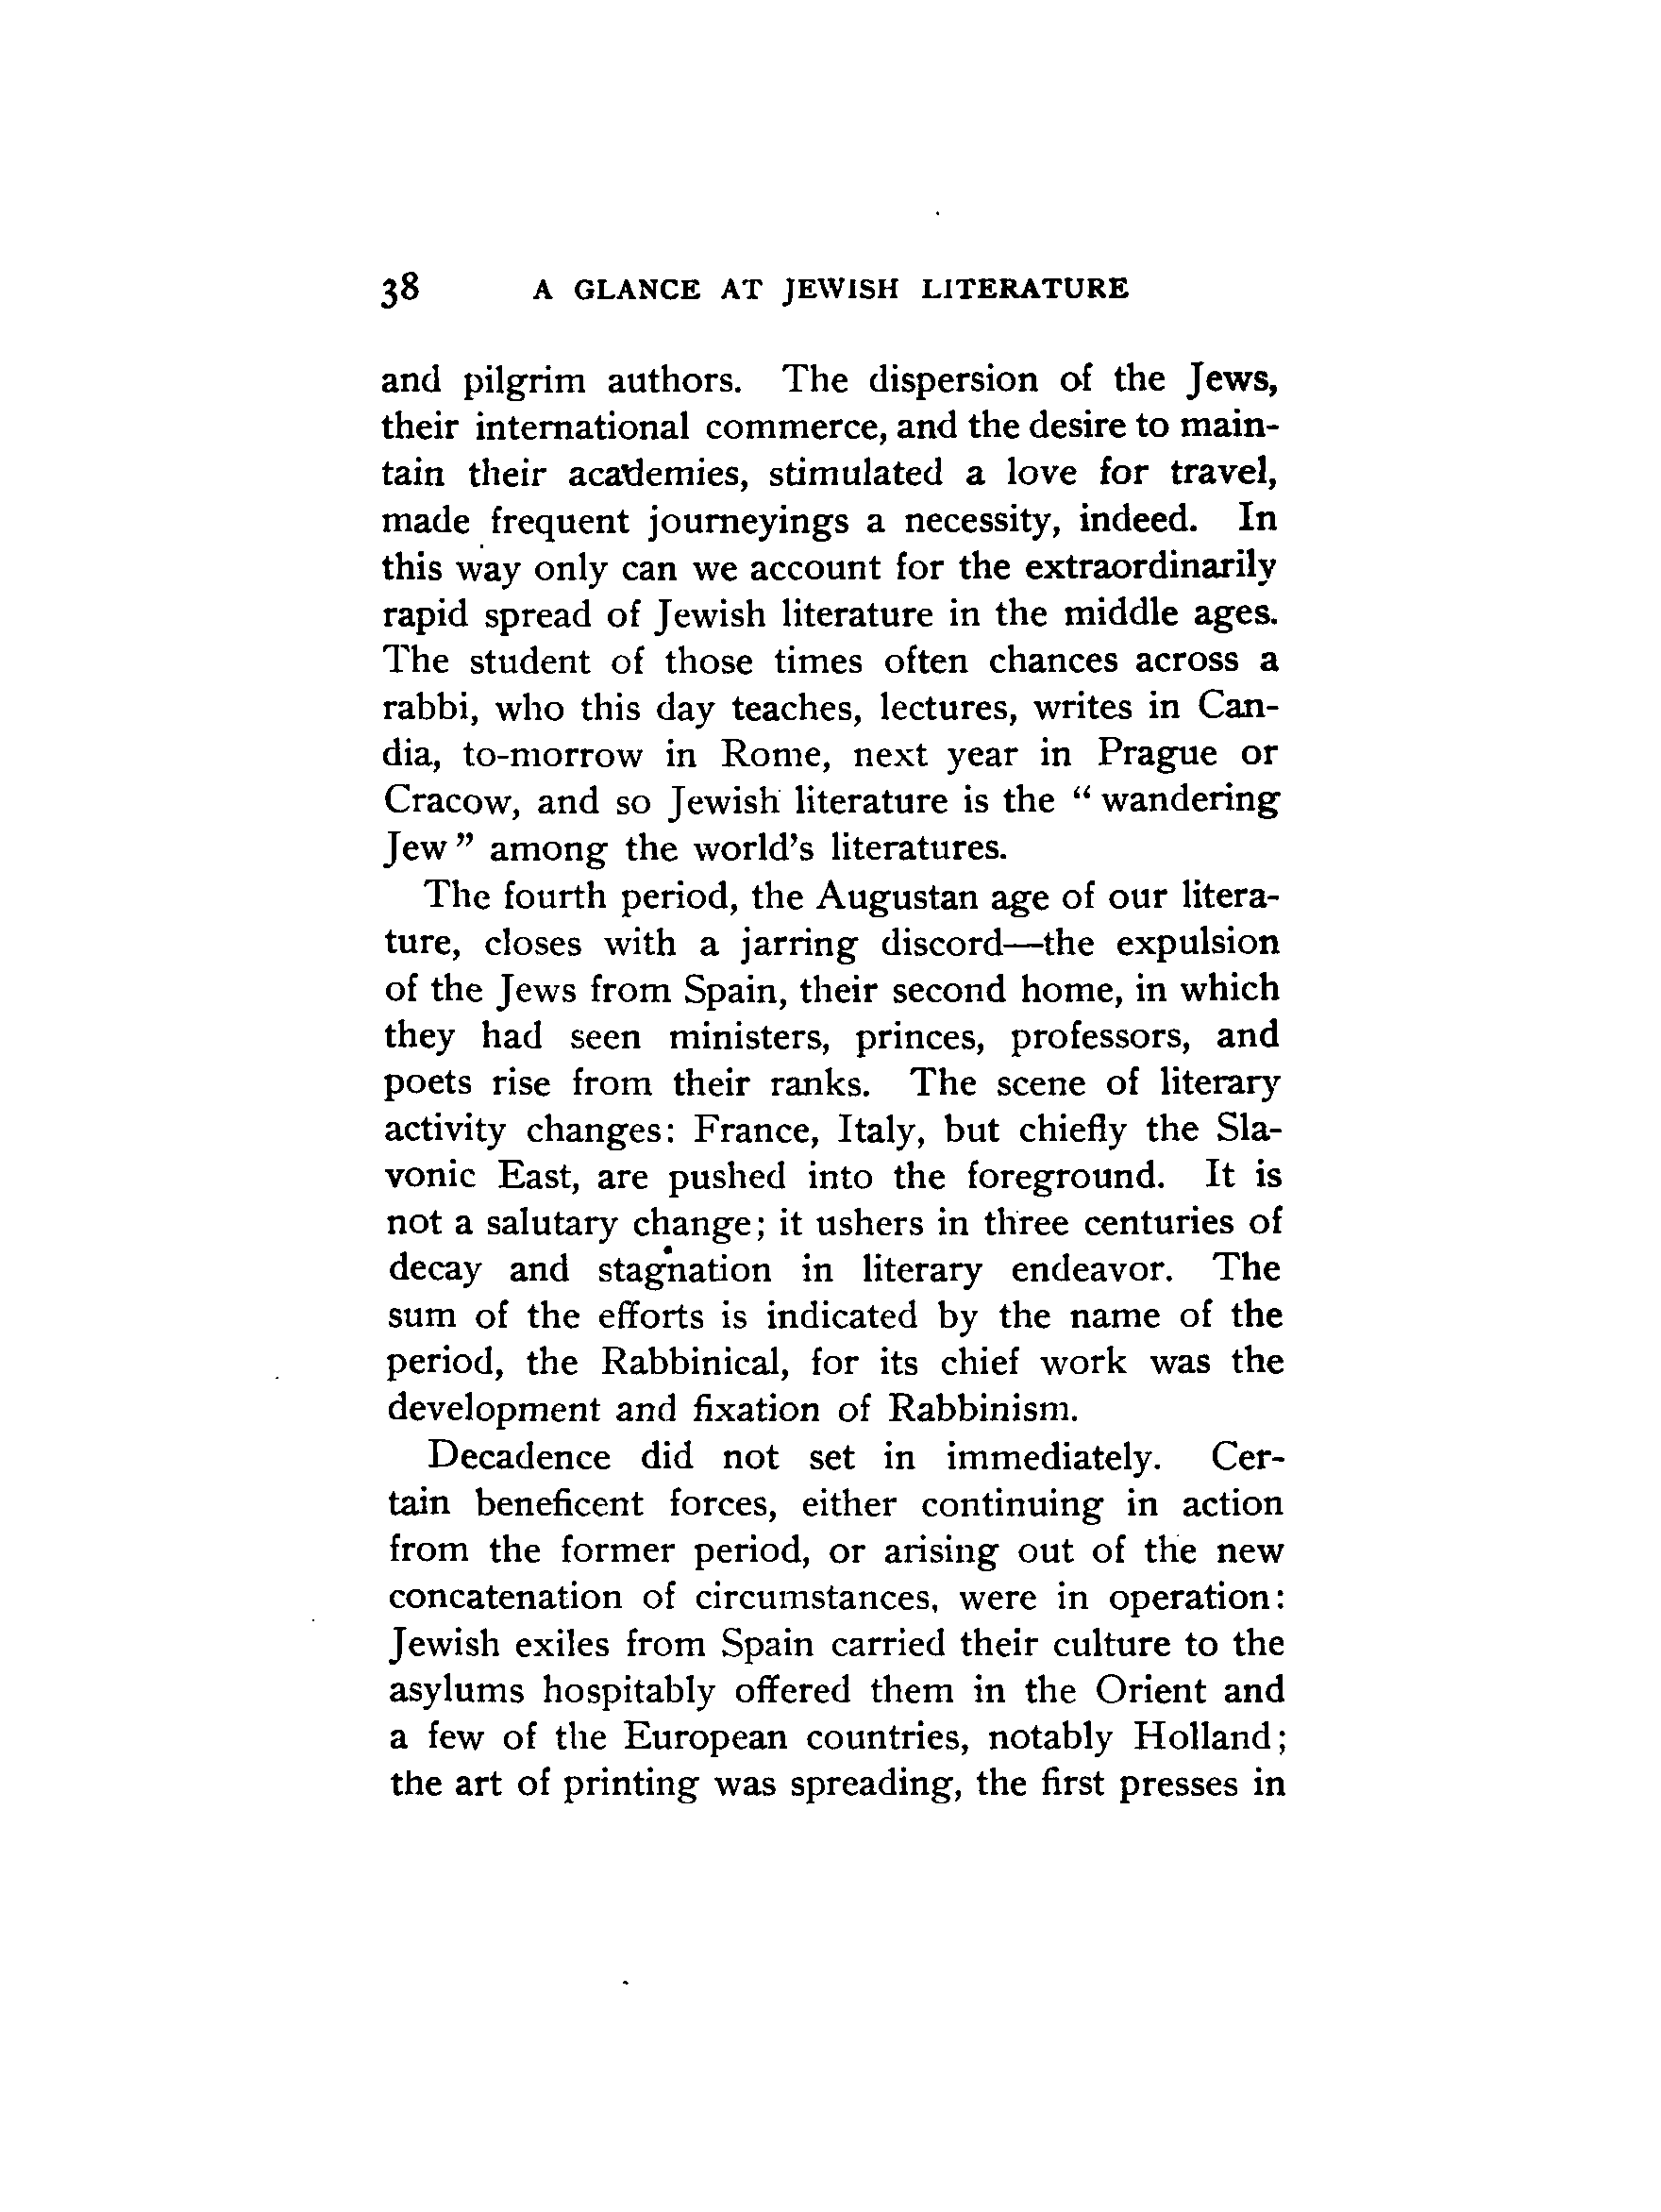 38 A GLANCE AT JEWISH LITERATURE
and pilgrim authors. The dispersion of the Jews,
their international commerce, and the desire to main-
tain their academies, stimulated a love for travel,
made frequent journeyings a necessity, indeed. In
this way only can we account for the extraordinarily
rapid spread of Jewish literature in the middle ages.
The student of those times often chances across a
rabbi, who this day teaches, lectures, writes in Can-
dia, to-morrow in Rome, next year in Prague or
Cracow, and so Jewish literature is the “ wandering
Jew ” among the world’s literatures.
The fourth period, the Augustan age of our litera-
ture, closes with a jarring discord—the expulsion
of the Jews from Spain, their second home, in which
they had seen ministers, princes, professors, and
poets rise from their ranks. The scene of literary
activity changes: France, Italy, but chiefly the Sla-
vonic East, are pushed into the foreground. It is
not a salutary change; it ushers in three centuries of
decay and stagnation in literary endeavor. The
sum of the efforts is indicated by the name of the
period, the Rabbinical, for its chief work was the
development and fixation of Rabbinism.
Decadence did not set in immediately. Cer-
tain beneficent forces, either continuing in action
from the former period, or arising out of the new
concatenation of circumstances, were in operation:
Jewish exiles from Spain carried their culture to the
asylums hospitably offered them in the Orient and
a few of the European countries, notably Holland;
the art of printing was spreading, the first presses in